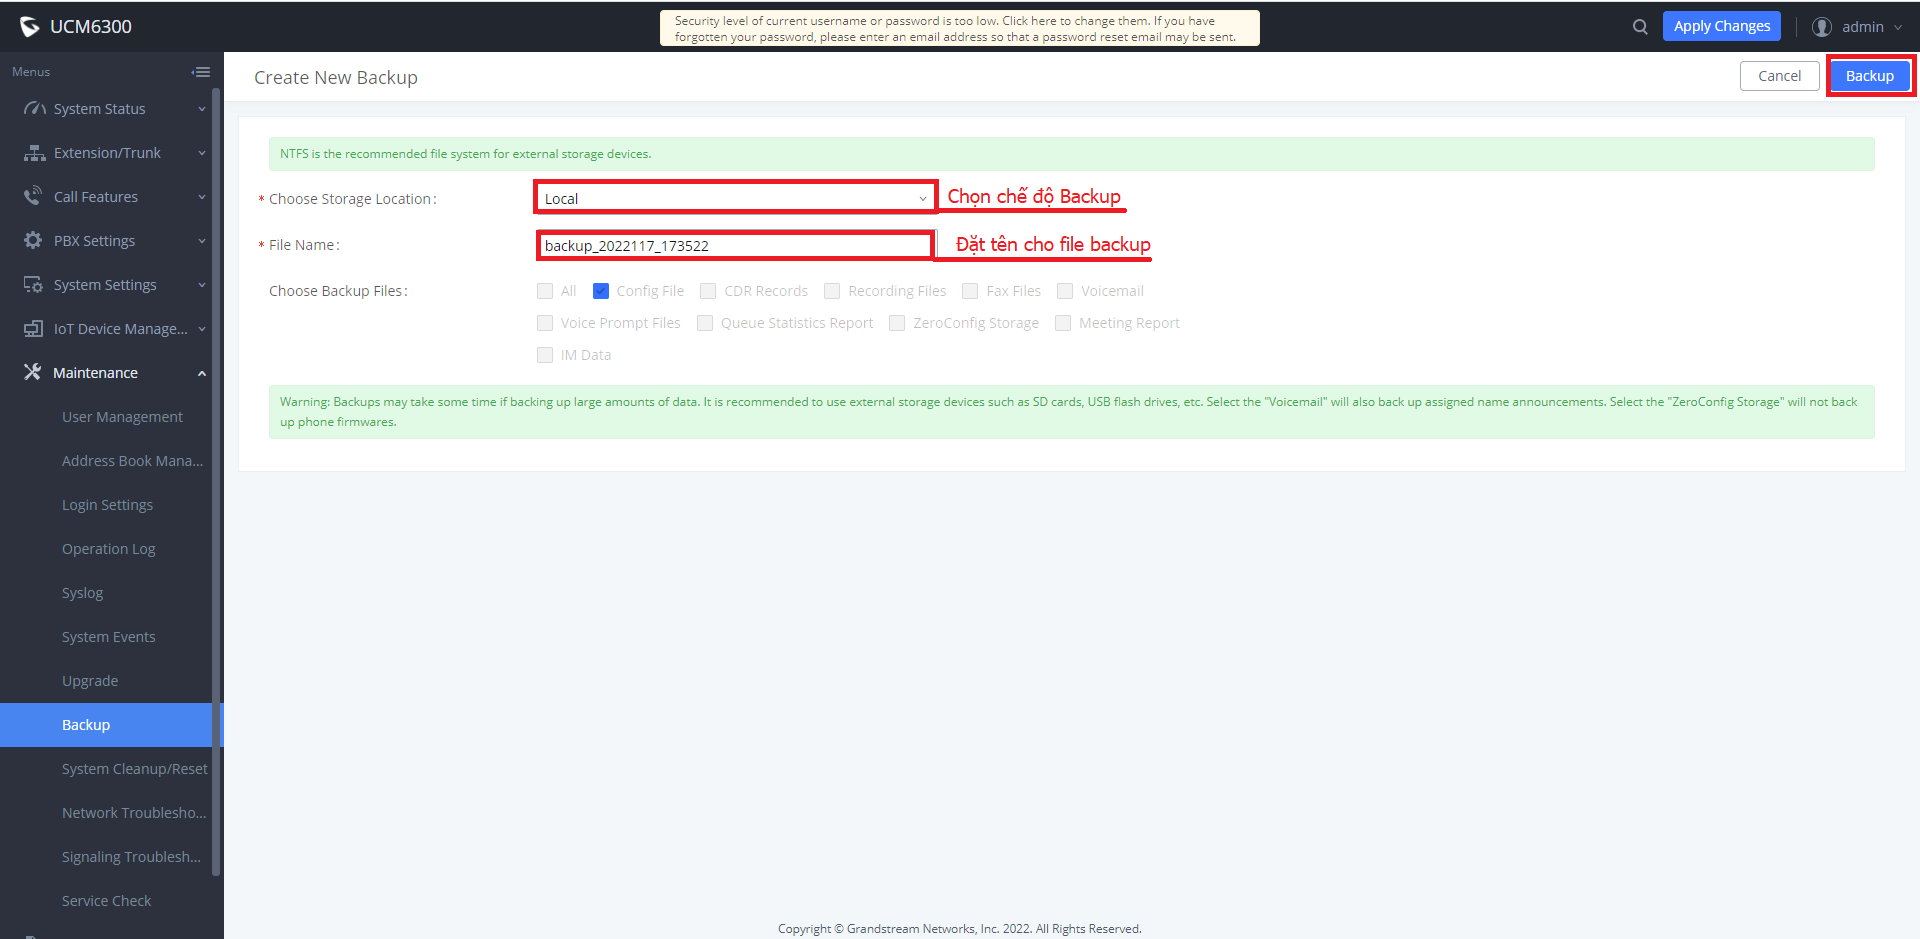 UCM6300
Security level of current username or password is too low. Click here to change them. If you have
forgotten your password, please enter an email address so that a password reset email may be sent.
Apply Changes
admin
Menus
Create New Backup
Cancel
Backup
System Status
Extension/Trunk
Call Features
PBX Settings
System Settings
IoT Device Manage...
Maintenance
User Management
Address Book Mana...
Login Settings
Operation Log
Syslog
System Events
Upgrade
Backup
System Cleanup/Reset
Network Troublesho...
Signaling Troublesh...
Service Check
NTFS is the recommended file system for external storage devices.
* Choose Storage Location: Local Chọn chế độ Backup
* File Name: backup_2022117_173522 Đặt tên cho file backup
Choose Backup Files: All Config File CDR Records Recording Files Fax Files Voicemail
Voice Prompt Files Queue Statistics Report ZeroConfig Storage Meeting Report
IM Data
Warning: Backups may take some time if backing up large amounts of data. It is recommended to use external storage devices such as SD cards, USB flash drives, etc. Select the "Voicemail" will also back up assigned name announcements. Select the "ZeroConfig Storage" will not back
up phone firmwares.
Copyright © Grandstream Networks, Inc. 2022. All Rights Reserved.